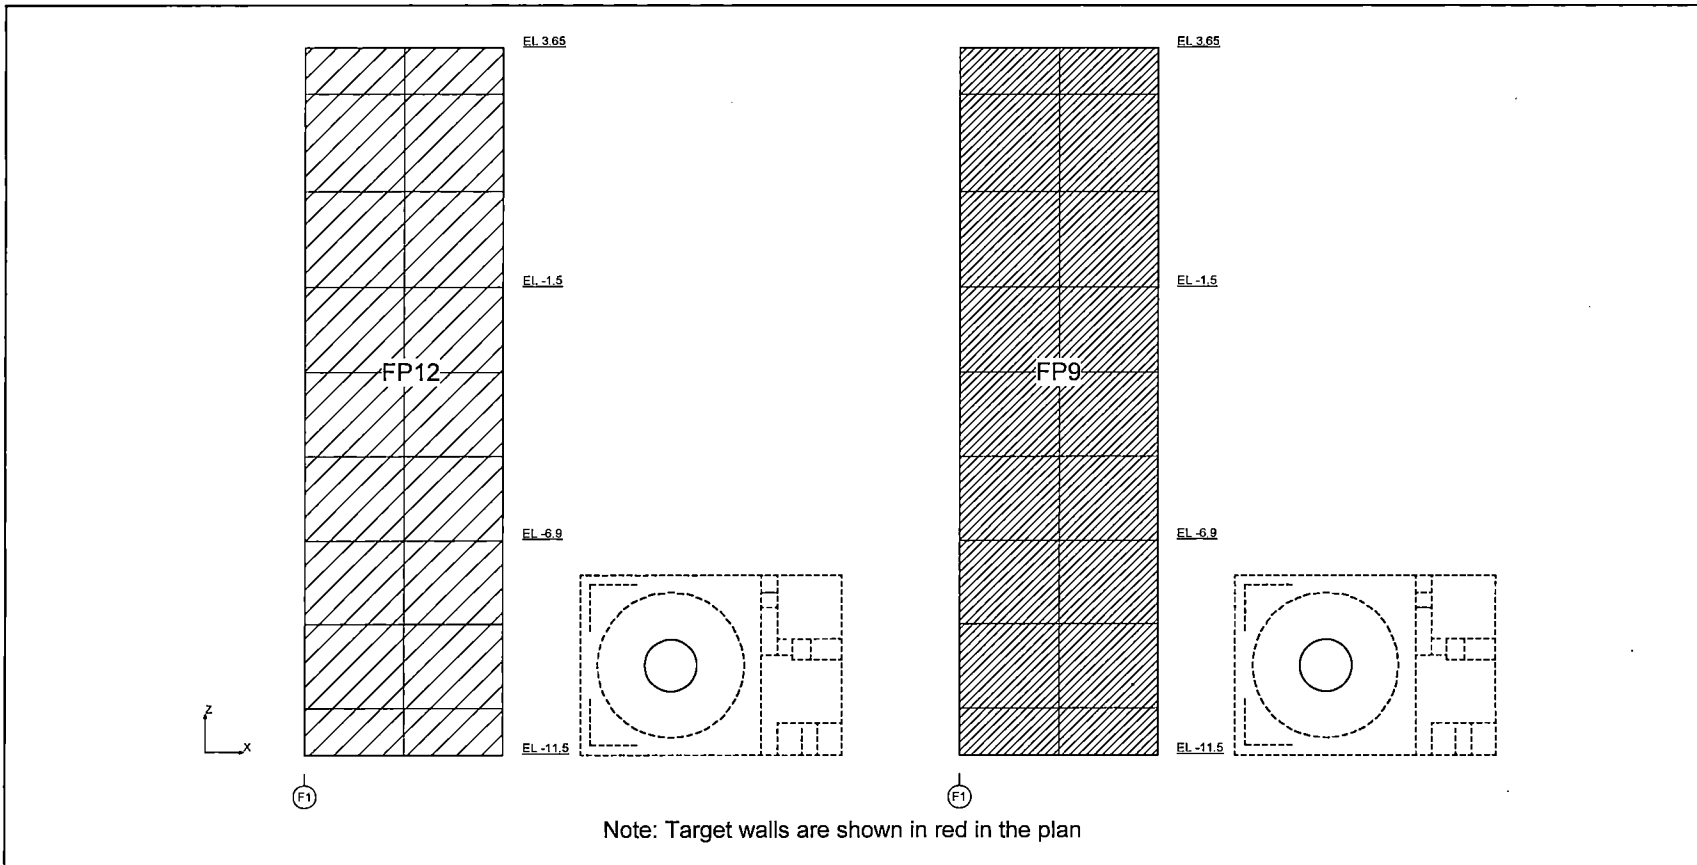 EL 3.65
EL 3.65
EL -1.5
EL -1.5
FP12
FP9
EL -6.9
EL -6.9
z
x
EL -11.5
EL -11.5
F1
F1
Note: Target walls are shown in red in the plan